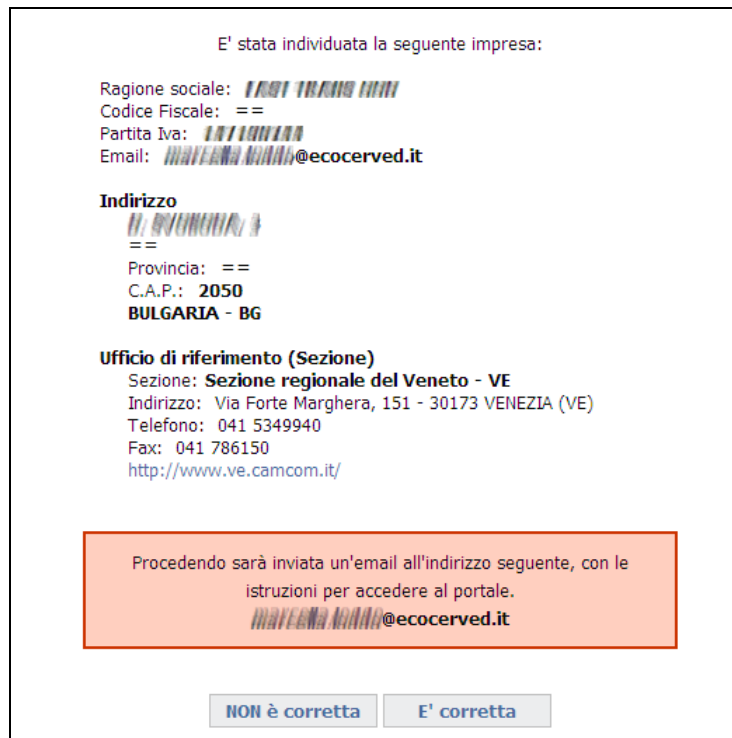 E' stata individuata la seguente impresa:
Ragione sociale:
Codice Fiscale: ==
Partita Iva:
Email: @ecocerved.it
Indirizzo
==
Provincia: ==
C.A.P.: 2050
BULGARIA - BG
Ufficio di riferimento (Sezione)
Sezione: Sezione regionale del Veneto - VE
Indirizzo: Via Forte Marghera, 151 - 30173 VENEZIA (VE)
Telefono: 041 5349940
Fax: 041 786150
http://www.ve.camcom.it/
Procedendo sarà inviata un'email all'indirizzo seguente, con le
istruzioni per accedere al portale.
@ecocerved.it
NON è corretta E' corretta